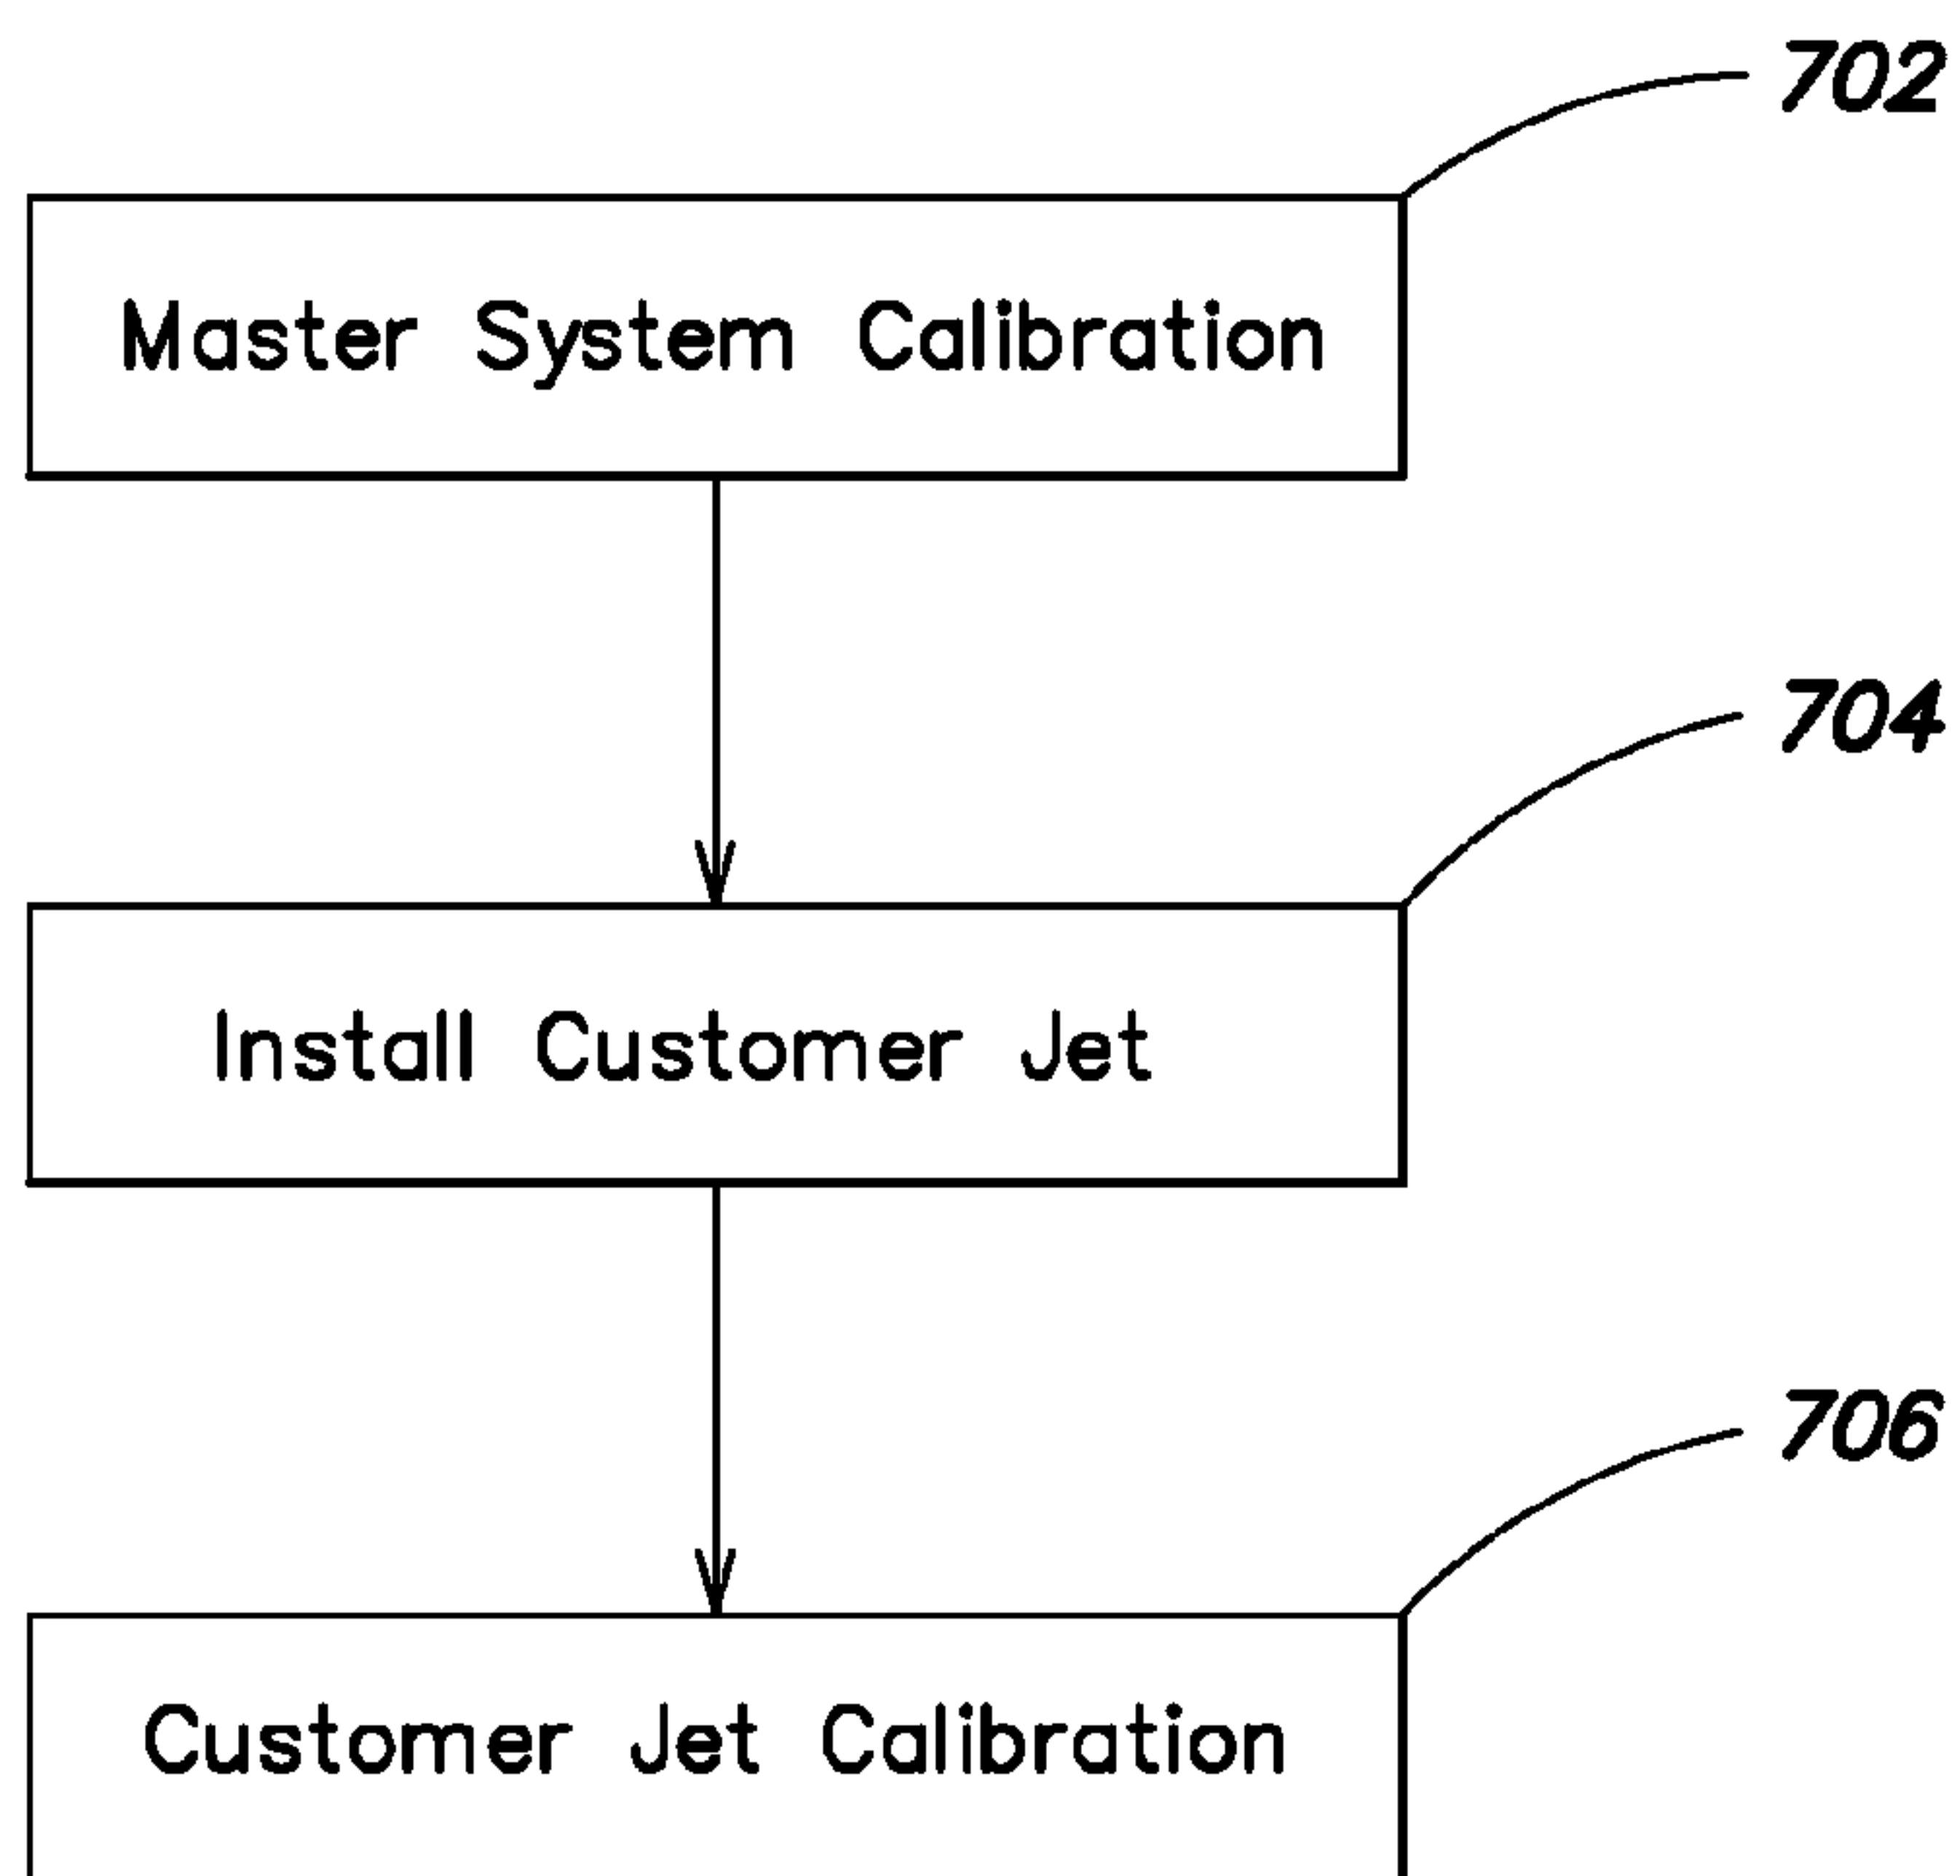 702
Master System Calibration
704
Install Customer Jet
706
Customer Jet Calibration